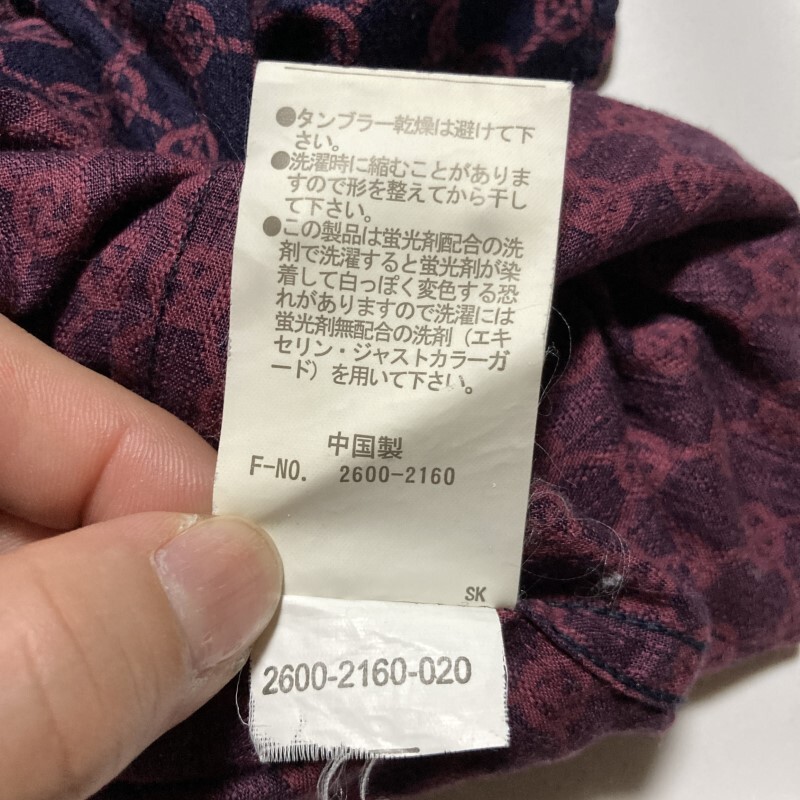 ●タンブラー乾燥は避けて下
さい。
●洗濯時に縮むことがありま
すので形を整えてから干し
て下さい。
●この製品は蛍光剤配合の洗
剤で洗濯すると蛍光剤が染
着して白っぽく変色する恐
れがありますので洗濯には
蛍光剤無配合の洗剤（エキ
セリン・ジャストカラーガ
ード）を用いて下さい。
中国製
F-NO. 2600-2160
SK
2600-2160-020